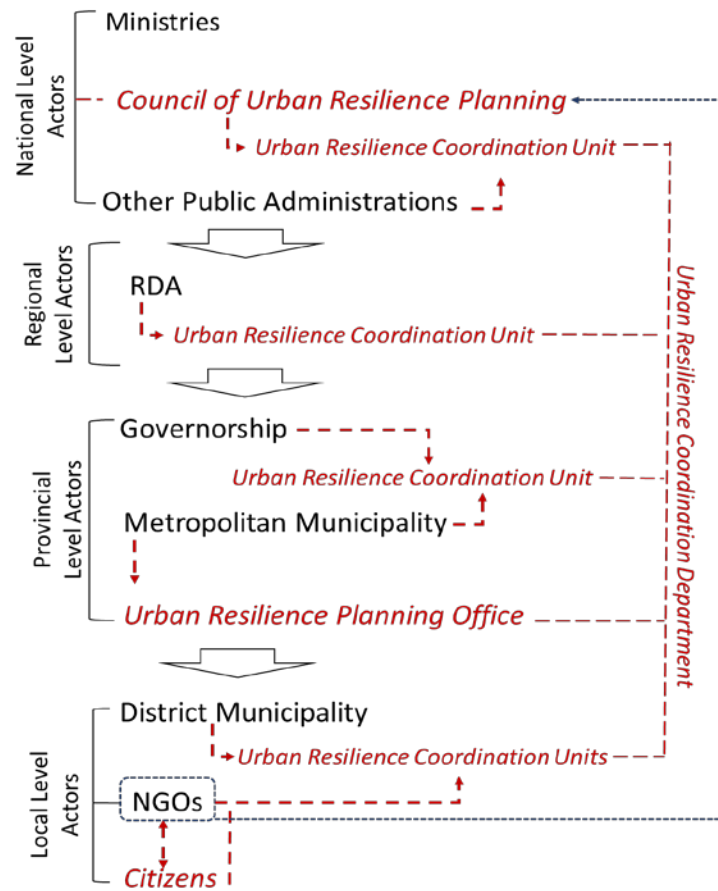 National Level
Actors
Ministries
Council of Urban Resilience Planning
Urban Resilience Coordination Unit
Other Public Administrations
Regional
Level Actors
RDA
Urban Resilience Coordination Unit
Provincial
Level Actors
Governorship
Urban Resilience Coordination Unit
Metropolitan Municipality
Urban Resilience Planning Office
Local Level
Actors
District Municipality
Urban Resilience Coordination Units
NGOs
Citizens
Urban Resilience Coordination Department